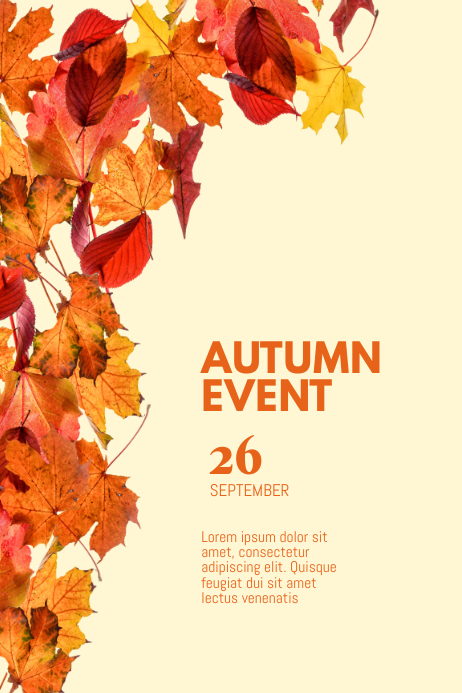 AUTUMN
EVENT
26
SEPTEMBER
Lorem ipsum dolor sit
amet, consectetur
adipiscing elit. Quisque
feugiat dui sit amet
lectus venenatis